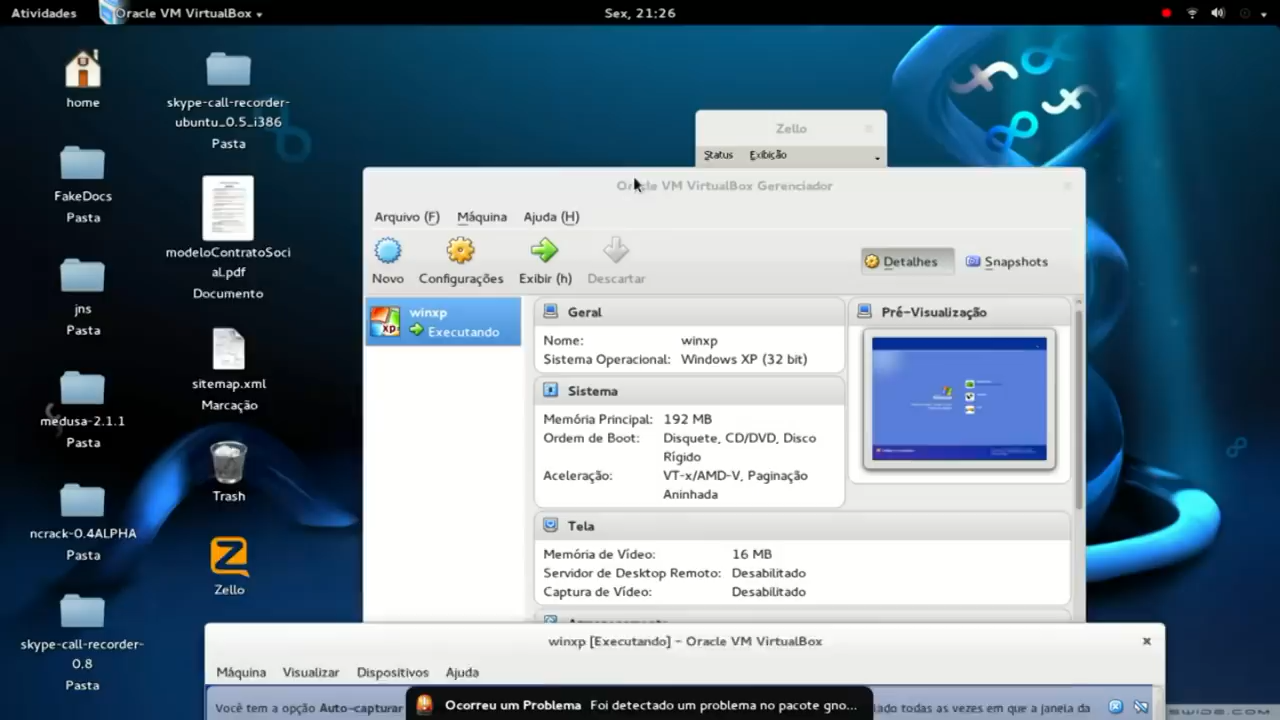 Atividades
Oracle VM VirtualBox
Sex, 21:26
home
skype-call-recorder-
ubuntu_0.5_i386
Pasta
FakeDocs
Pasta
modeloContratoSoci
al.pdf
Documento
jns
Pasta
sitemap.xml
Marcação
medusa-2.1.1
Pasta
Trash
ncrack-0.4ALPHA
Pasta
Zello
skype-call-recorder-
0.8
Pasta
Zello
Status Exibição
Oracle VM VirtualBox Gerenciador
Arquivo (F) Máquina Ajuda (H)
Novo Configurações Exibir (h) Descartar
Detalhes Snapshots
winxp
Executando
Geral
Nome: winxp
Sistema Operacional: Windows XP (32 bit)
Sistema
Memória Principal: 192 MB
Ordem de Boot: Disquete, CD/DVD, Disco
Rígido
Aceleração: VT-x/AMD-V, Paginação
Aninhada
Pré-Visualização
Tela
Memória de Vídeo: 16 MB
Servidor de Desktop Remoto: Desabilitado
Captura de Vídeo: Desabilitado
winxp [Executando] - Oracle VM VirtualBox
Máquina Visualizar Dispositivos Ajuda
Você tem a opção Auto-capturar
Ocorreu um Problema Foi detectado um problema no pacote gno...
lado todas as vezes em que a janela da